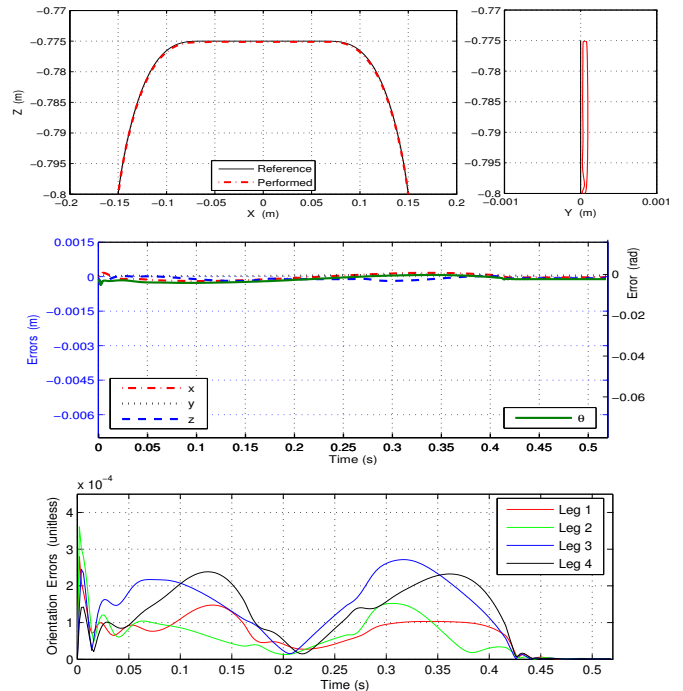 −0.77
−0.775
−0.78
−0.785
−0.79
−0.795
−0.8
Z (m)
−0.2 −0.15 −0.1 −0.05 0 0.05 0.1 0.15 0.2
X (m)
Reference
Performed
−0.77
−0.775
−0.78
−0.785
−0.79
−0.795
−0.8
−0.001 0 0.001
Y (m)
0.0015
0
−0.0015
−0.003
−0.0045
−0.006
Errors (m)
0
−0.02
−0.04
−0.06
Error (rad)
x
y
z
θ
0 0.05 0.1 0.15 0.2 0.25 0.3 0.35 0.4 0.45 0.5
Time (s)
x 10−4
4
3
2
1
0
Orientation Errors (unitless)
Leg 1
Leg 2
Leg 3
Leg 4
0 0.05 0.1 0.15 0.2 0.25 0.3 0.35 0.4 0.45 0.5
Time (s)